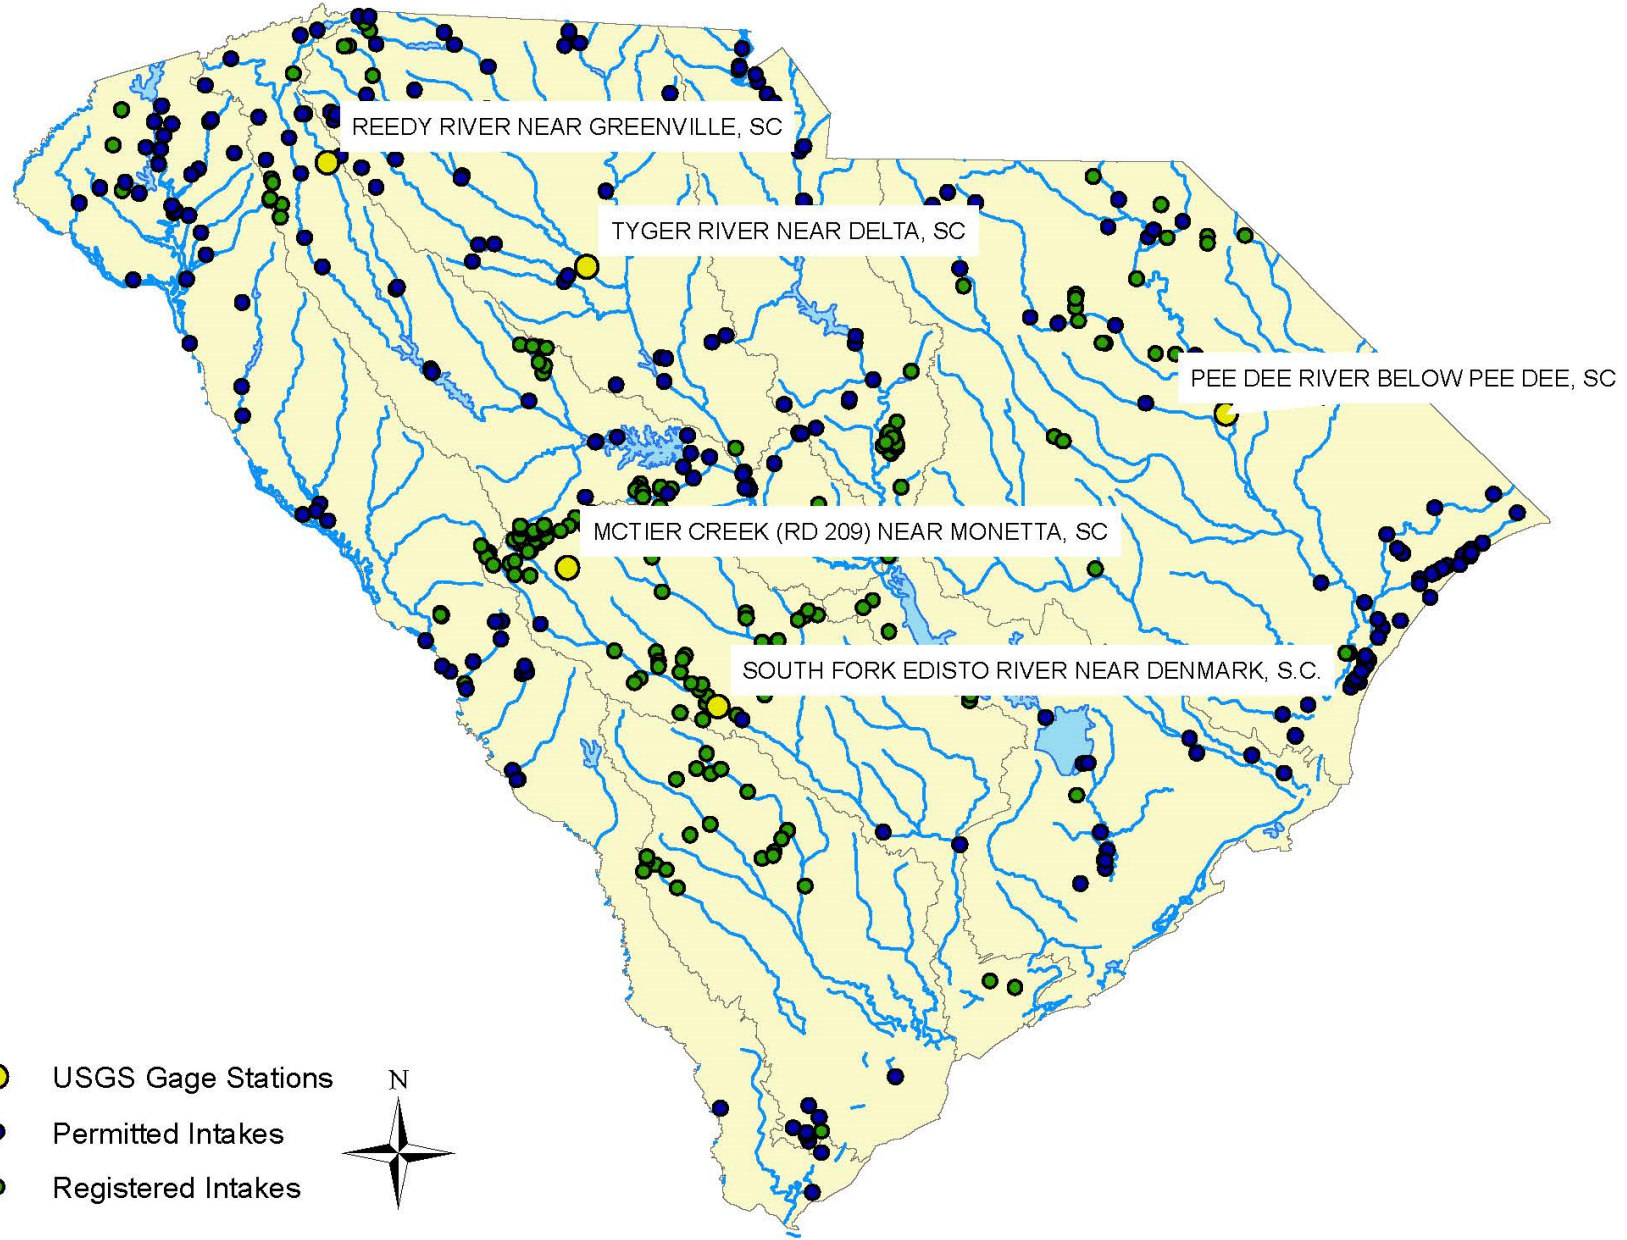 REEDY RIVER NEAR GREENVILLE, SC
TYGER RIVER NEAR DELTA, SC
PEE DEE RIVER BELOW PEE DEE, SC
MCTIER CREEK (RD 209) NEAR MONETTA, SC
SOUTH FORK EDISTO RIVER NEAR DENMARK, S.C.
USGS Gage Stations
N
Permitted Intakes
Registered Intakes